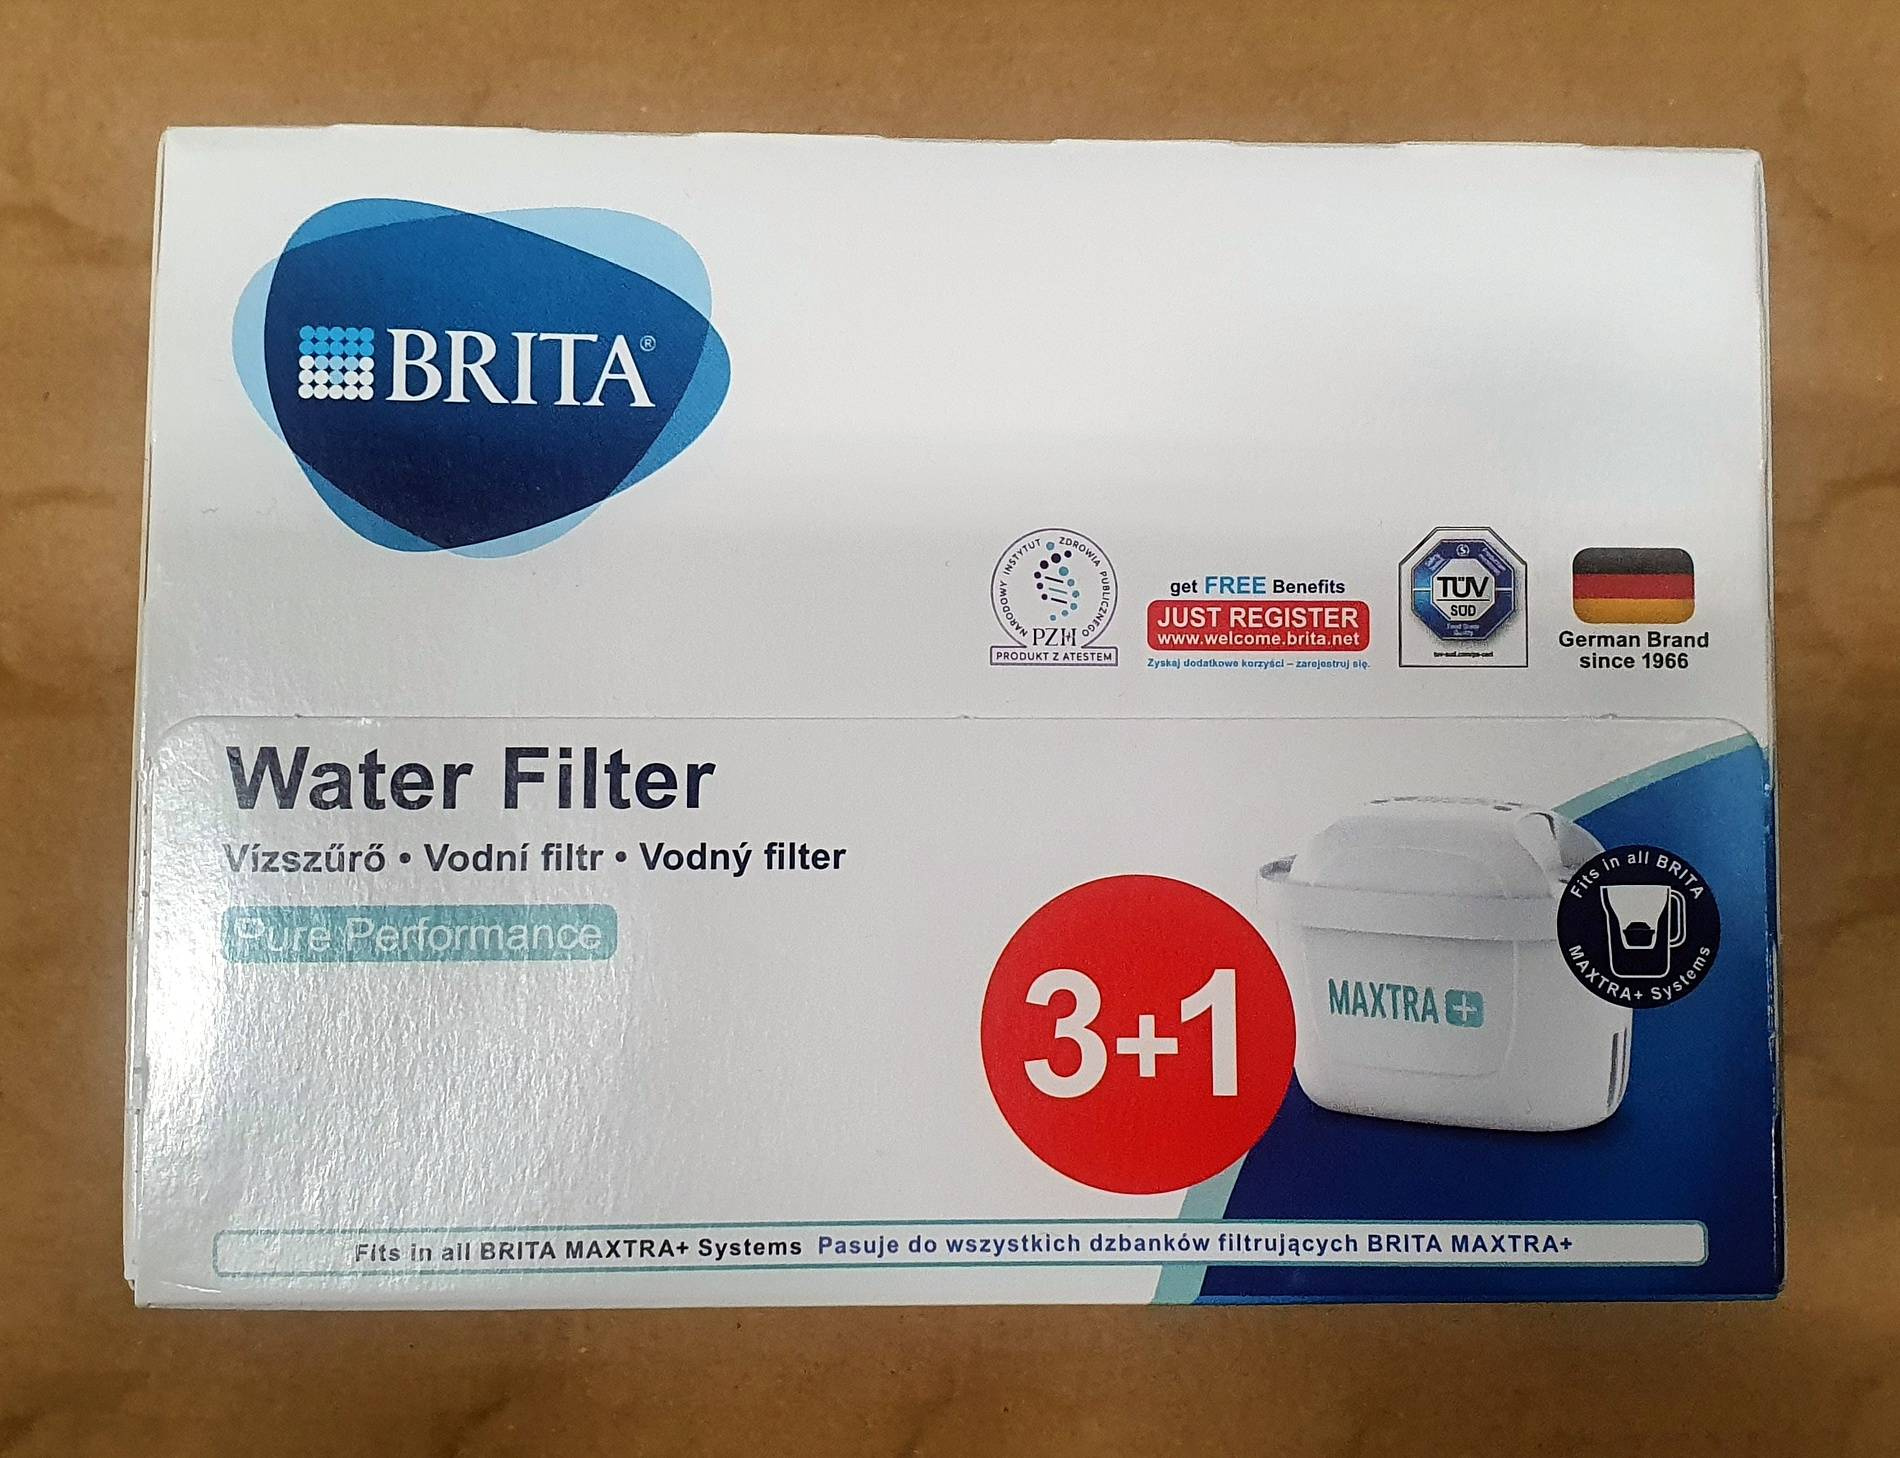 BRITA®
NARODOWY INSTYTUT ZDROWIA PUBLICZNEGO
PZH
PRODUKT Z ATESTEM
get FREE Benefits
JUST REGISTER
www.welcome.brita.net
Zyskaj dodatkowe korzyści – zarejestruj się.
TÜV
SÜD
German Brand
since 1966
Water Filter
Vízszűrő • Vodní filtr • Vodný filter
Pure Performance
3+1
MAXTRA +
Fits in all BRITA
MAXTRA+ Systems
Fits in all BRITA MAXTRA+ Systems Pasuje do wszystkich dzbanków filtrujących BRITA MAXTRA+